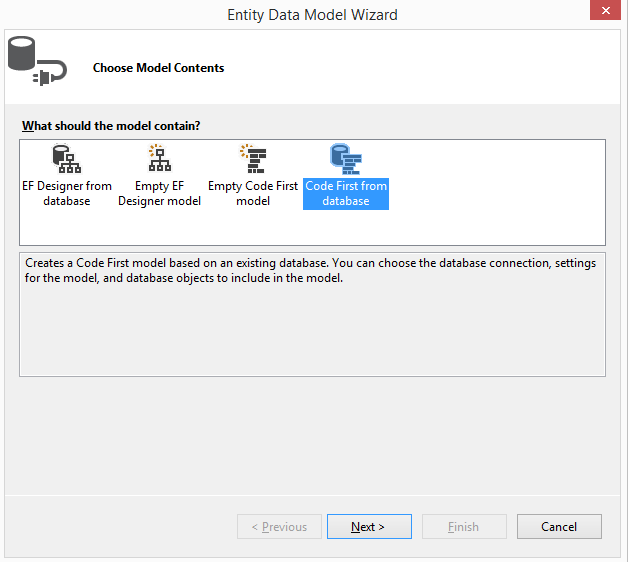 Entity Data Model Wizard
Choose Model Contents
What should the model contain?
EF Designer from
database
Empty EF
Designer model
Empty Code First
model
Code First from
database
Creates a Code First model based on an existing database. You can choose the database connection, settings
for the model, and database objects to include in the model.
< Previous
Next >
Finish
Cancel